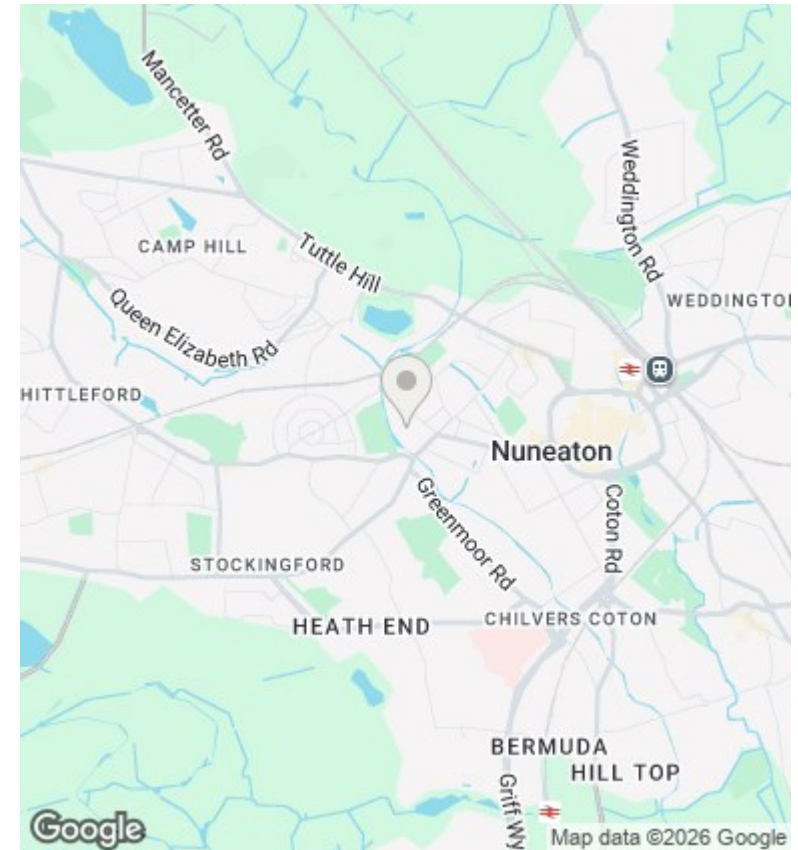 Mancetter Rd
Weddington Rd
CAMP HILL
Tuttle Hill
WEDDINGTO
Queen Elizabeth Rd
HITTLEFORD
Nuneaton
Greenmoor Rd
Coton Rd
STOCKINGFORD
HEATH END
CHILVERS COTON
BERMUDA
HILL TOP
Griff Wy
Google
Map data ©2026 Google